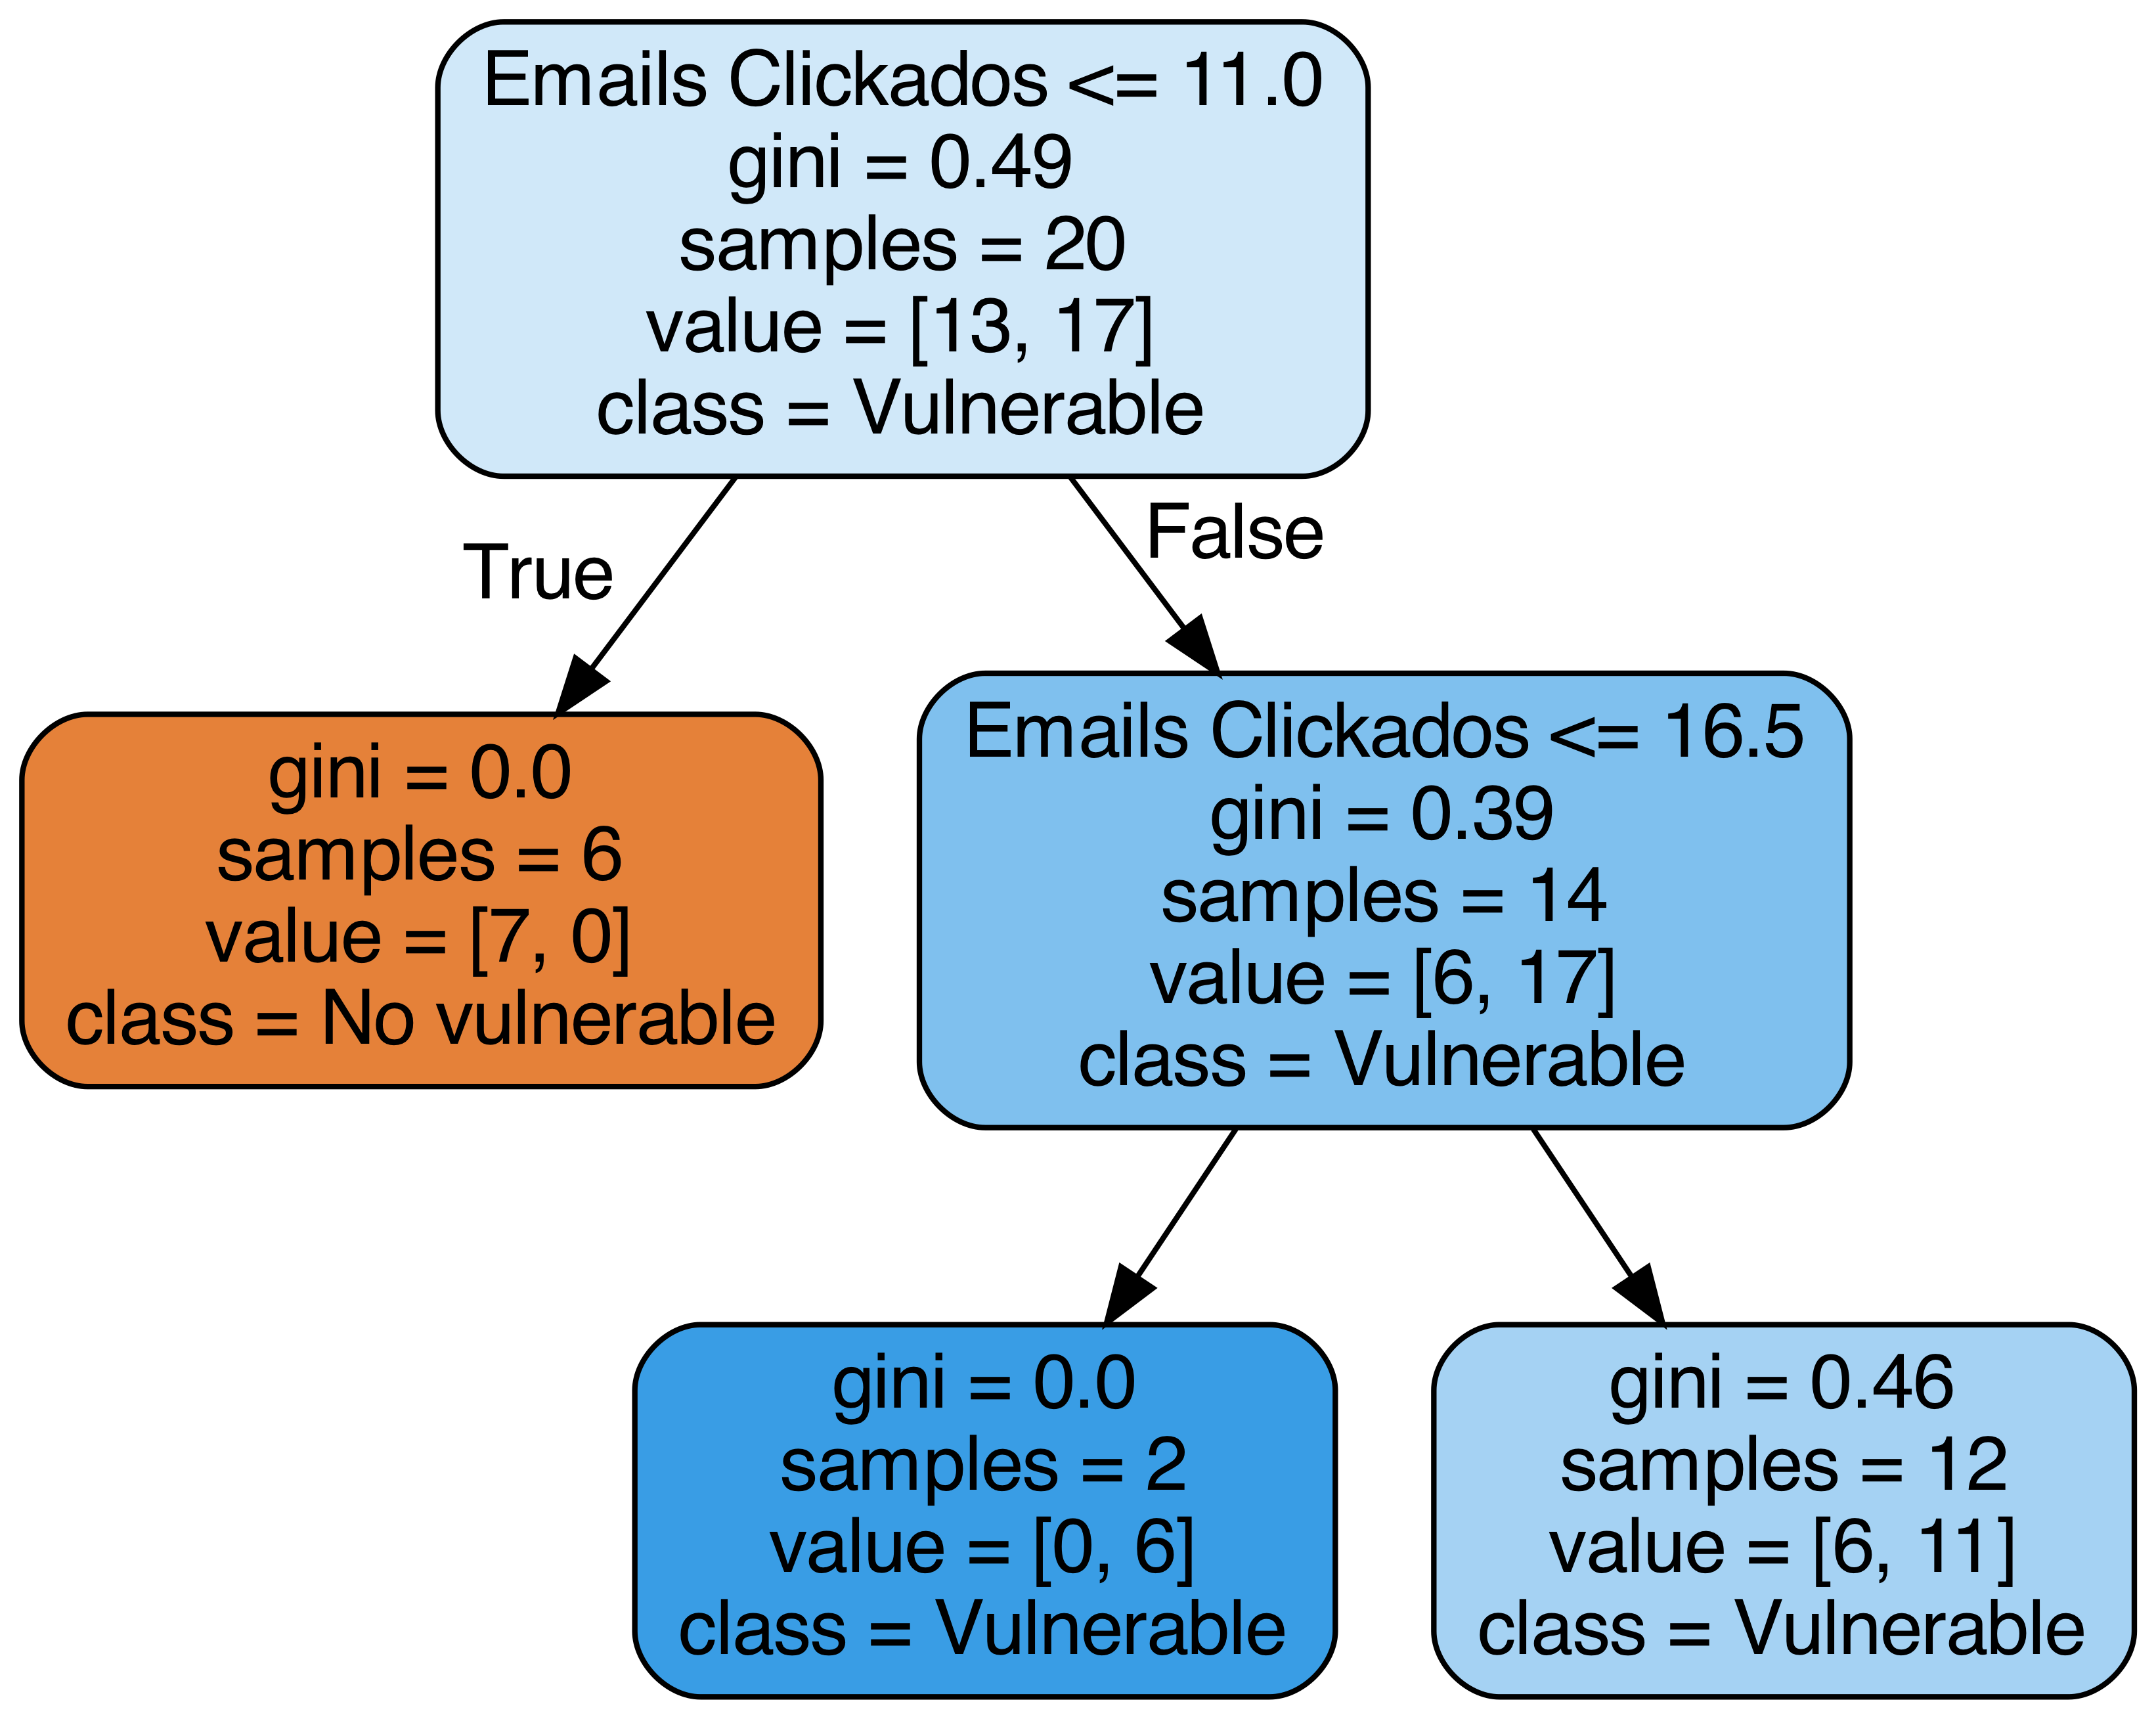 Emails Clickados <= 11.0
gini = 0.49
samples = 20
value = [13, 17]
class = Vulnerable
True
False
gini = 0.0
samples = 6
value = [7, 0]
class = No vulnerable
Emails Clickados <= 16.5
gini = 0.39
samples = 14
value = [6, 17]
class = Vulnerable
gini = 0.0
samples = 2
value = [0, 6]
class = Vulnerable
gini = 0.46
samples = 12
value = [6, 11]
class = Vulnerable